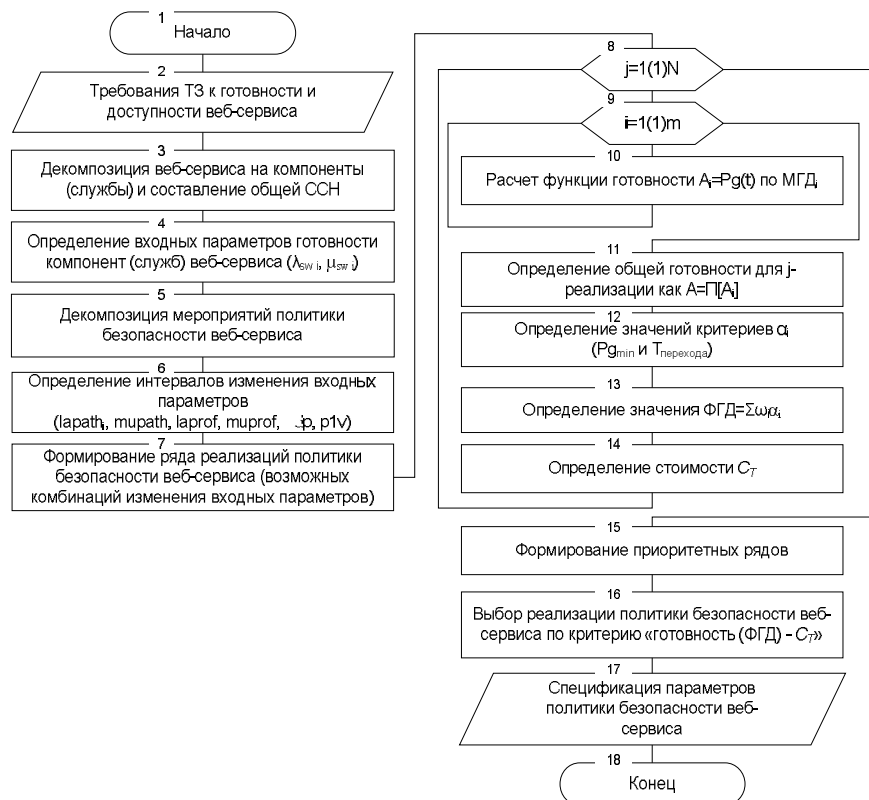 1
Начало
2
Требования ТЗ к готовности и
доступности веб-сервиса
3
Декомпозиция веб-сервиса на компоненты
(службы) и составление общей ССН
4
Определение входных параметров готовности
компонент (служб) веб-сервиса (λsw i, μsw i)
5
Декомпозиция мероприятий политики
безопасности веб-сервиса
6
Определение интервалов изменения входных
параметров
(lapathi, mupath, laprof, muprof, p1v)
7
Формирование ряда реализаций политики
безопасности веб-сервиса (возможных
комбинаций изменения входных параметров)
8
j=1(1)N
9
i=1(1)m
10
Расчет функции готовности Ai=Pg(t) по МГДi
11
Определение общей готовности для j-
реализации как A=П[Ai]
12
Определение значений критериев αi
(Pgmin и Tперехода)
13
Определение значения ФГД=Σωiαi
14
Определение стоимости CT
15
Формирование приоритетных рядов
16
Выбор реализации политики безопасности веб-
сервиса по критерию «готовность (ФГД) - CT»
17
Спецификация параметров
политики безопасности веб-
сервиса
18
Конец